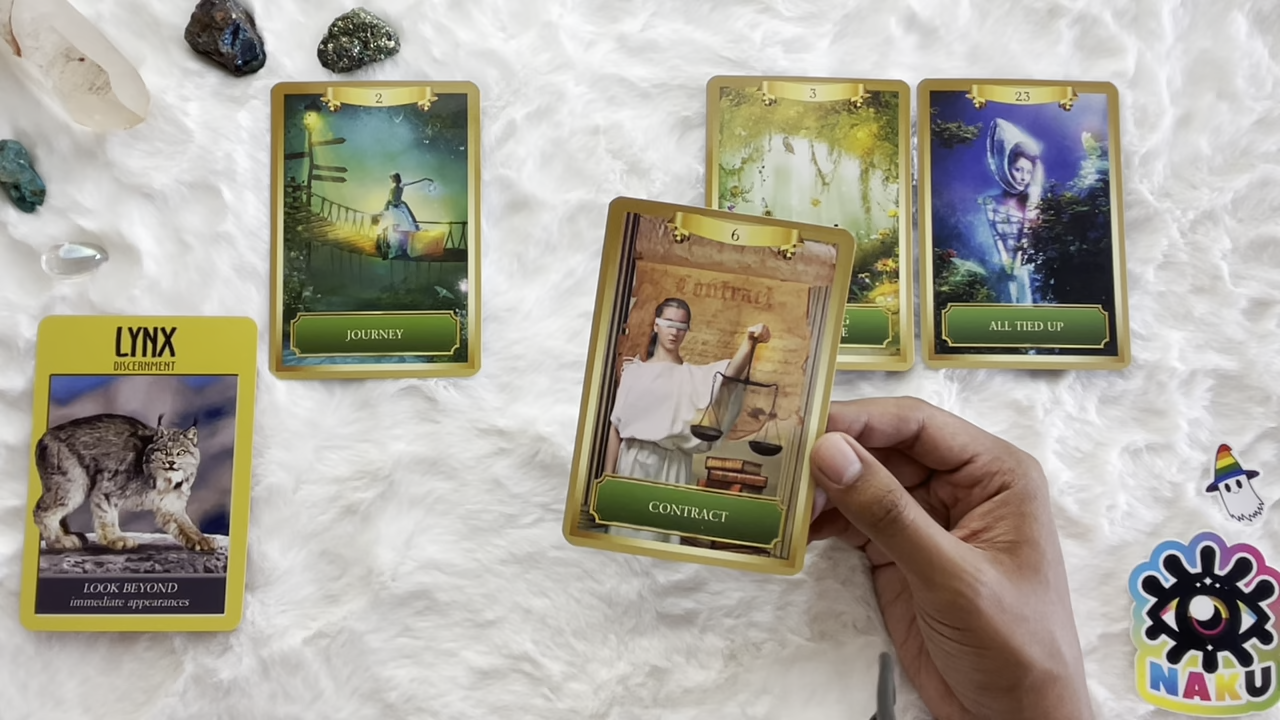 2
JOURNEY
3
23
ALL TIED UP
6
Contract
CONTRACT
LYNX
DISCERNMENT
LOOK BEYOND
immediate appearances
NAKU